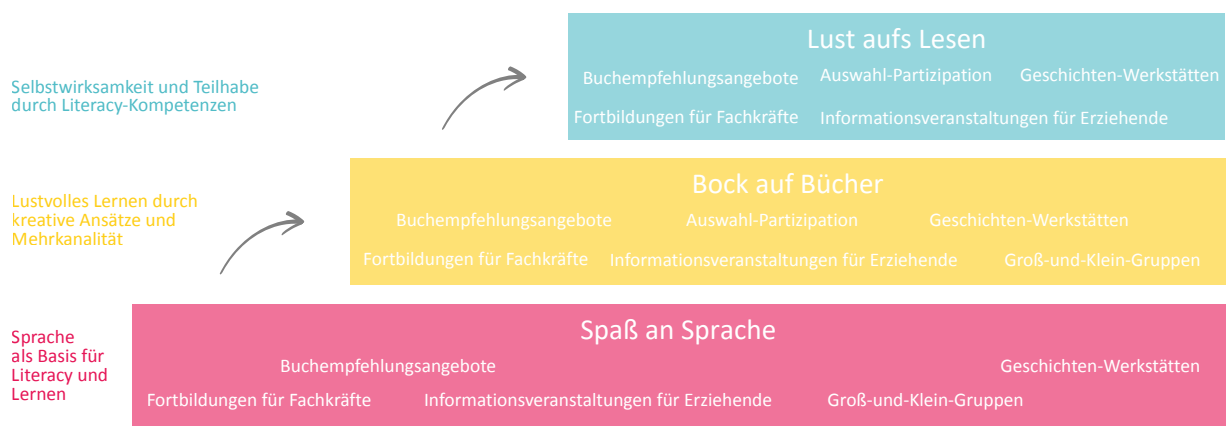 Lust aufs Lesen
Selbstwirksamkeit und Teilhabe
durch Literacy-Kompetenzen
Buchempfehlungsangebote Auswahl-Partizipation Geschichten-Werkstätten
Fortbildungen für Fachkräfte Informationsveranstaltungen für Erziehende
Bock auf Bücher
Lustvolles Lernen durch
kreative Ansätze und
Mehrkanalität
Buchempfehlungsangebote Auswahl-Partizipation Geschichten-Werkstätten
Fortbildungen für Fachkräfte Informationsveranstaltungen für Erziehende Groß-und-Klein-Gruppen
Spaß an Sprache
Sprache
als Basis für
Literacy und
Lernen
Buchempfehlungsangebote Geschichten-Werkstätten
Fortbildungen für Fachkräfte Informationsveranstaltungen für Erziehende Groß-und-Klein-Gruppen